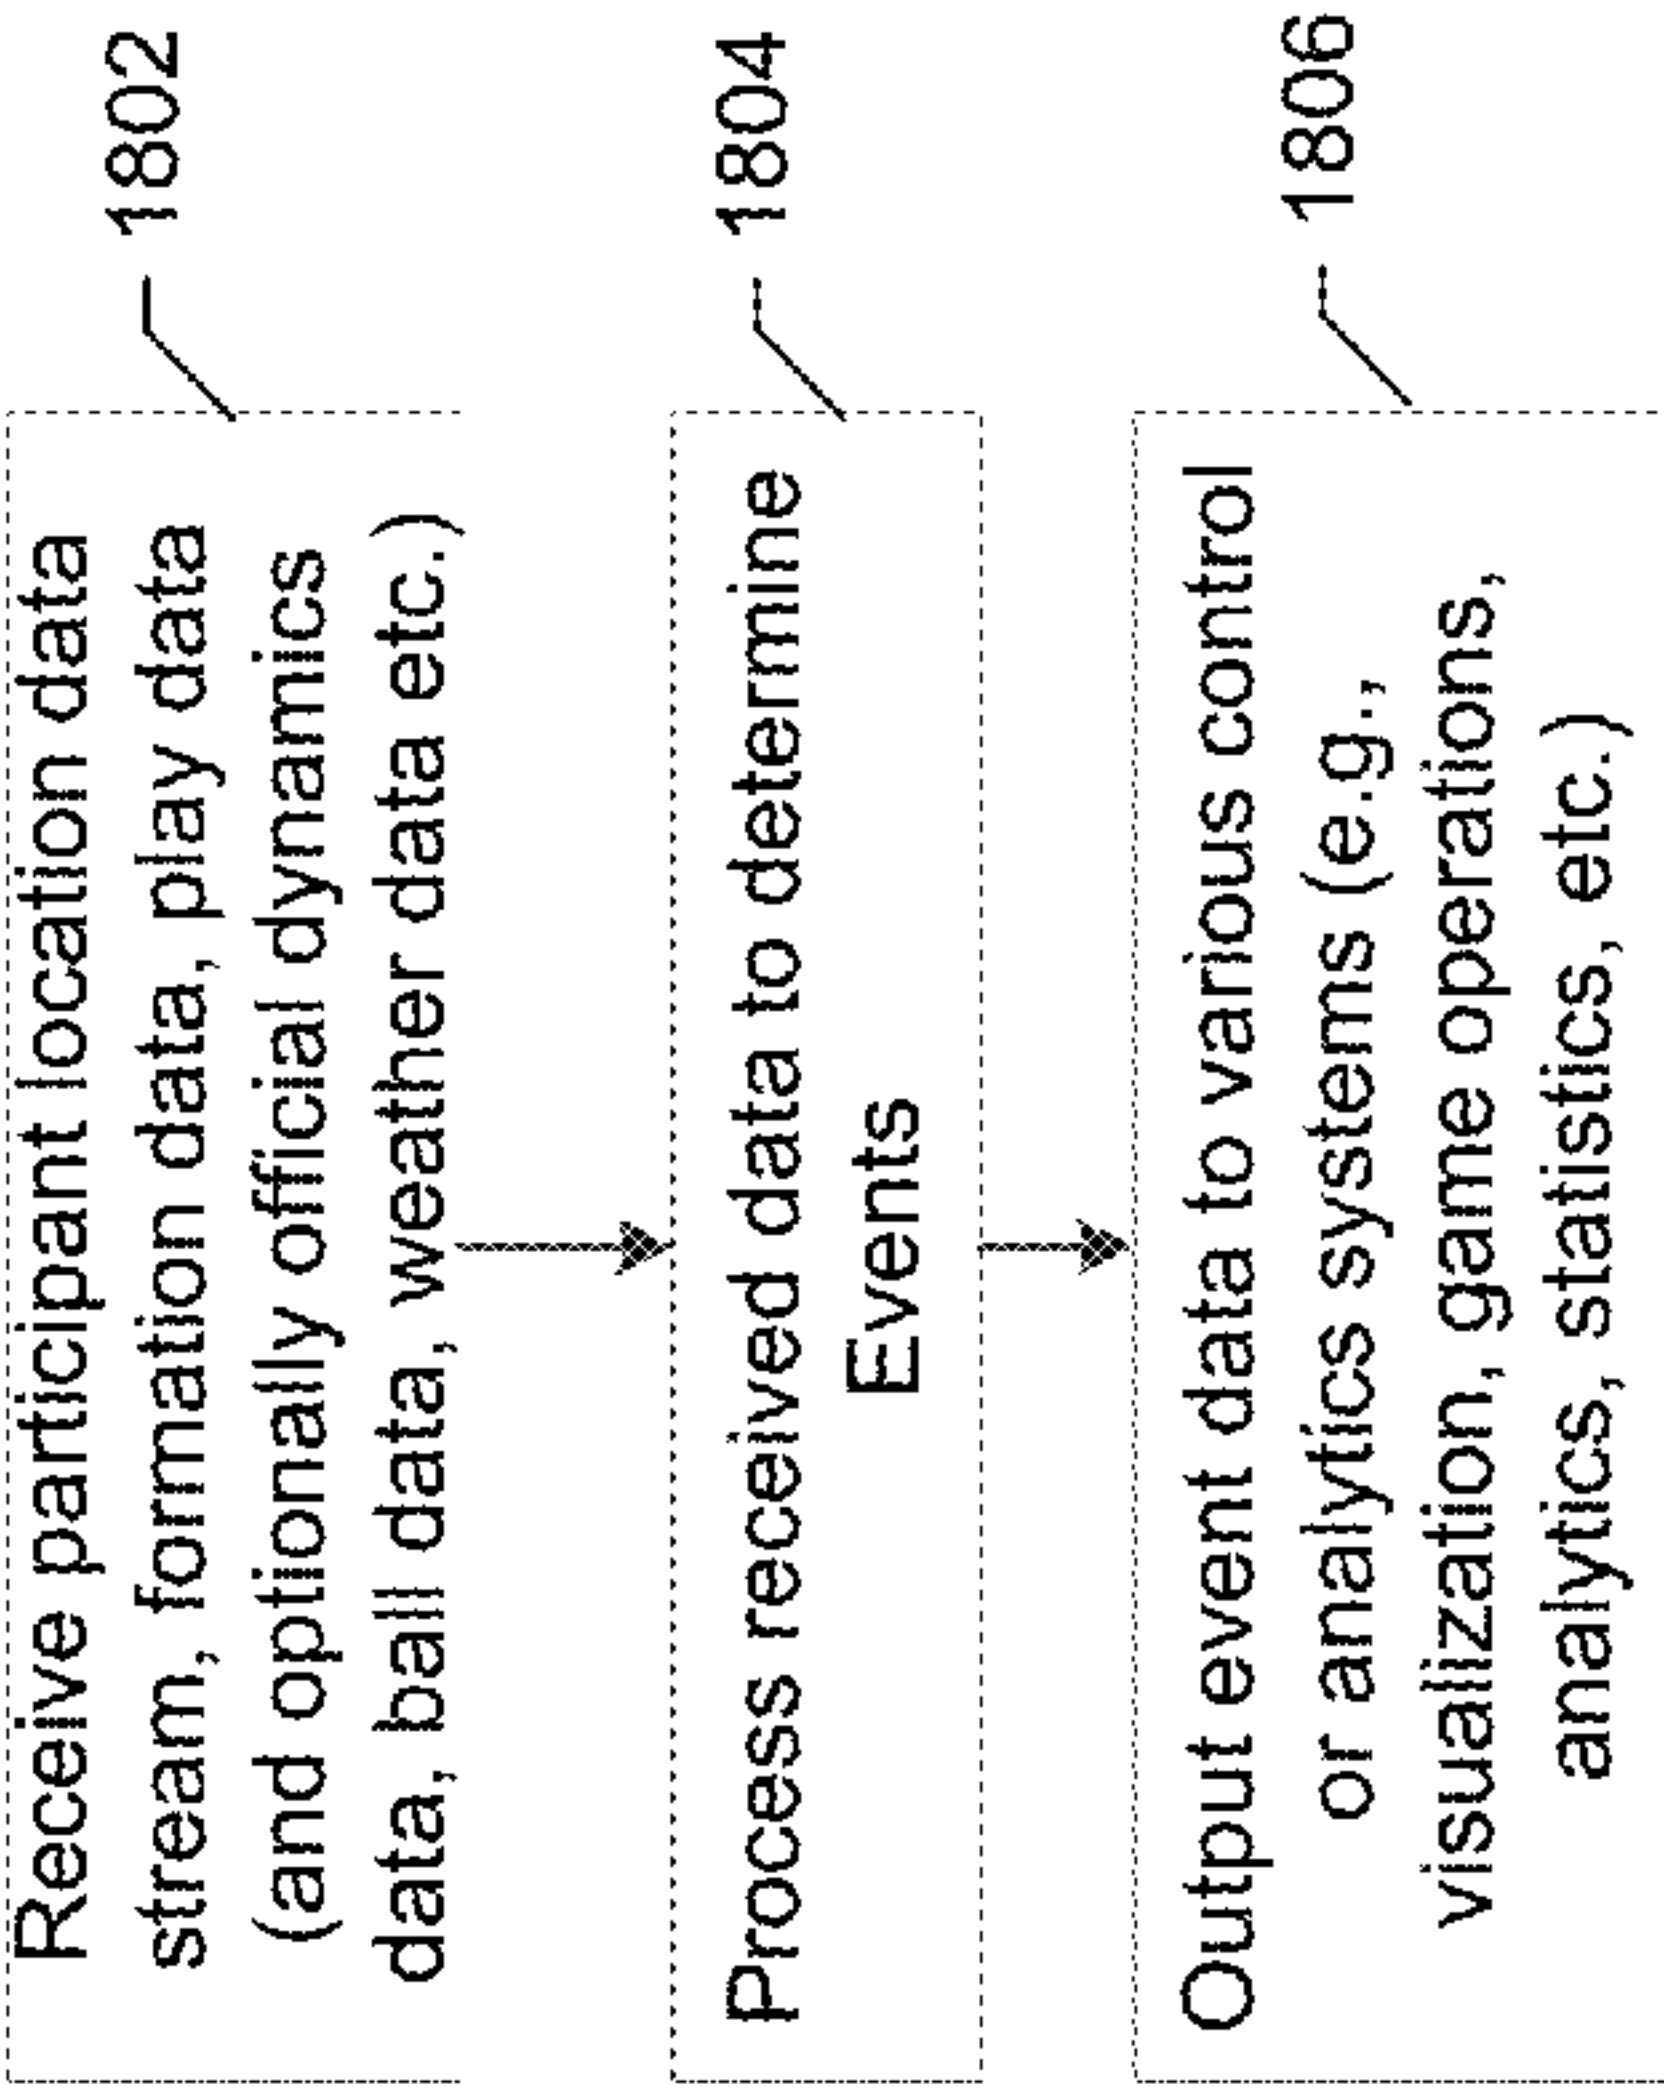 Receive participant location data
stream, formation data, play data
(and optionally official dynamics
data, ball data, weather data etc.)
1802
Process received data to determine
Events
1804
Output event data to various control
or analytics systems (e.g.,
visualization, game operations,
analytics, statistics, etc.)
1806